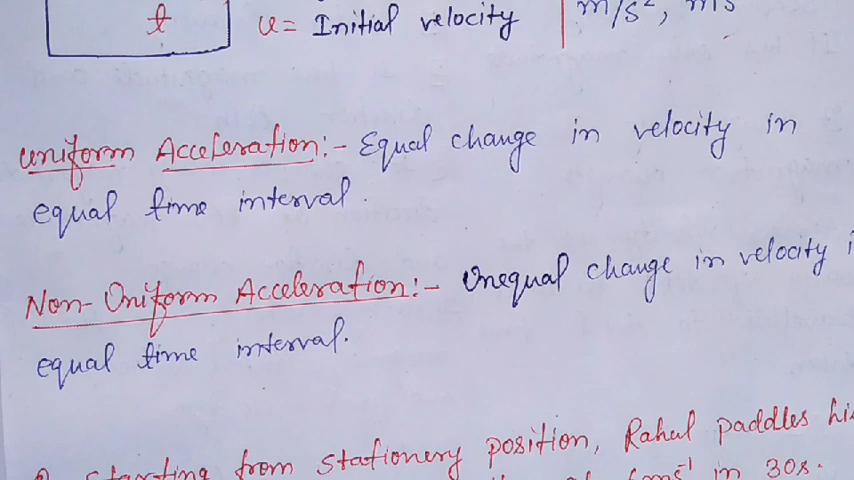 t u= Initial velocity m/s²,
Uniform Acceleration:- Equal change in velocity in
equal time interval.
Non-Uniform Acceleration:- Unequal change in velocity
equal time interval.
starting from stationery position, Rahul paddles
in 30s.